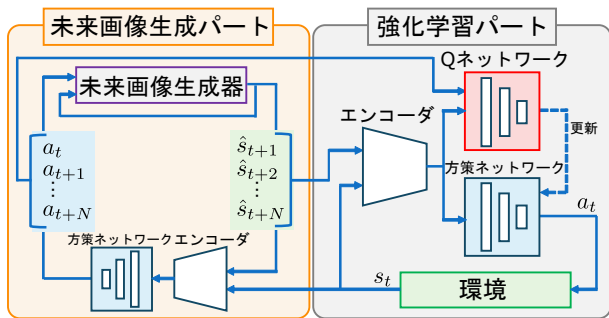 未来画像生成パート
未来画像生成器
a_t
a_{t+1}
⋮
a_{t+N}
ŝ_{t+1}
ŝ_{t+2}
⋮
ŝ_{t+N}
方策ネットワーク
エンコーダ
強化学習パート
Qネットワーク
エンコーダ
更新
方策ネットワーク
a_t
s_t
環境